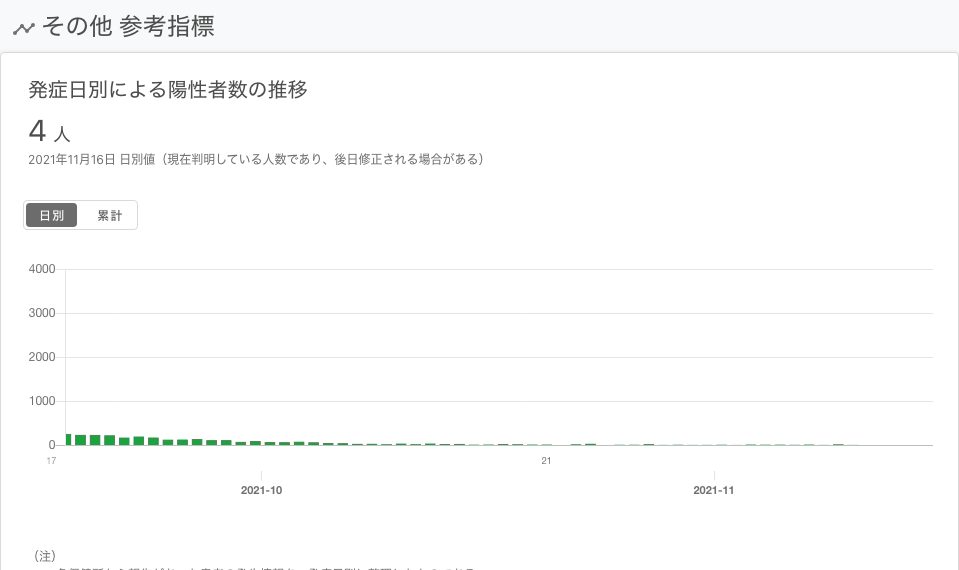 その他 参考指標
発症日別による陽性者数の推移
4 人
2021年11月16日 日別値（現在判明している人数であり、後日修正される場合がある）
日別 累計
4000
3000
2000
1000
0
17 21
2021-10 2021-11
（注）